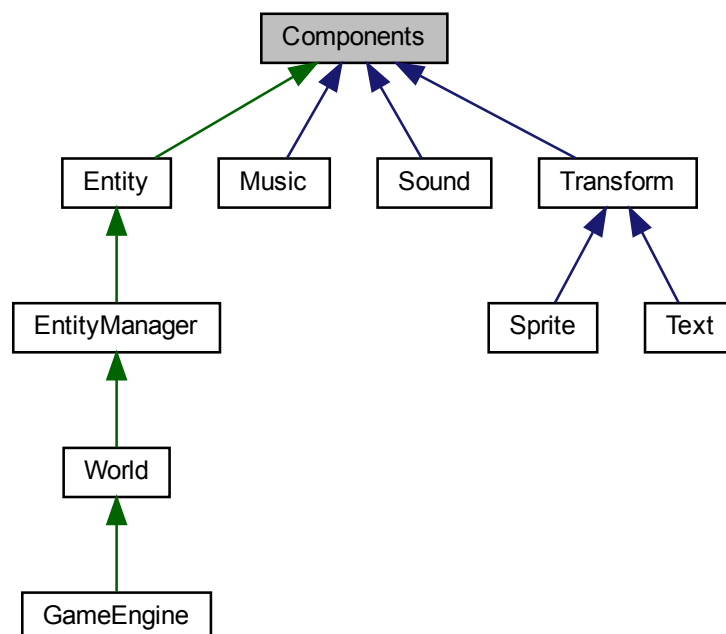 Components
Entity
Music
Sound
Transform
EntityManager
Sprite
Text
World
GameEngine